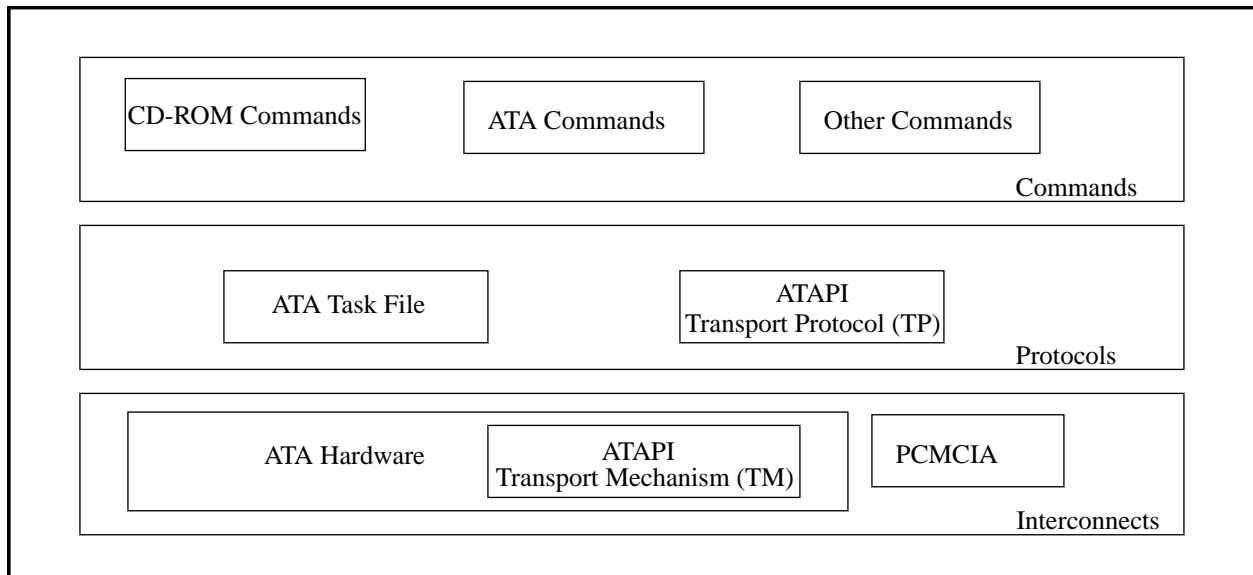 CD-ROM Commands
ATA Commands
Other Commands
Commands
ATA Task File
ATAPI
Transport Protocol (TP)
Protocols
ATA Hardware
ATAPI
Transport Mechanism (TM)
PCMCIA
Interconnects